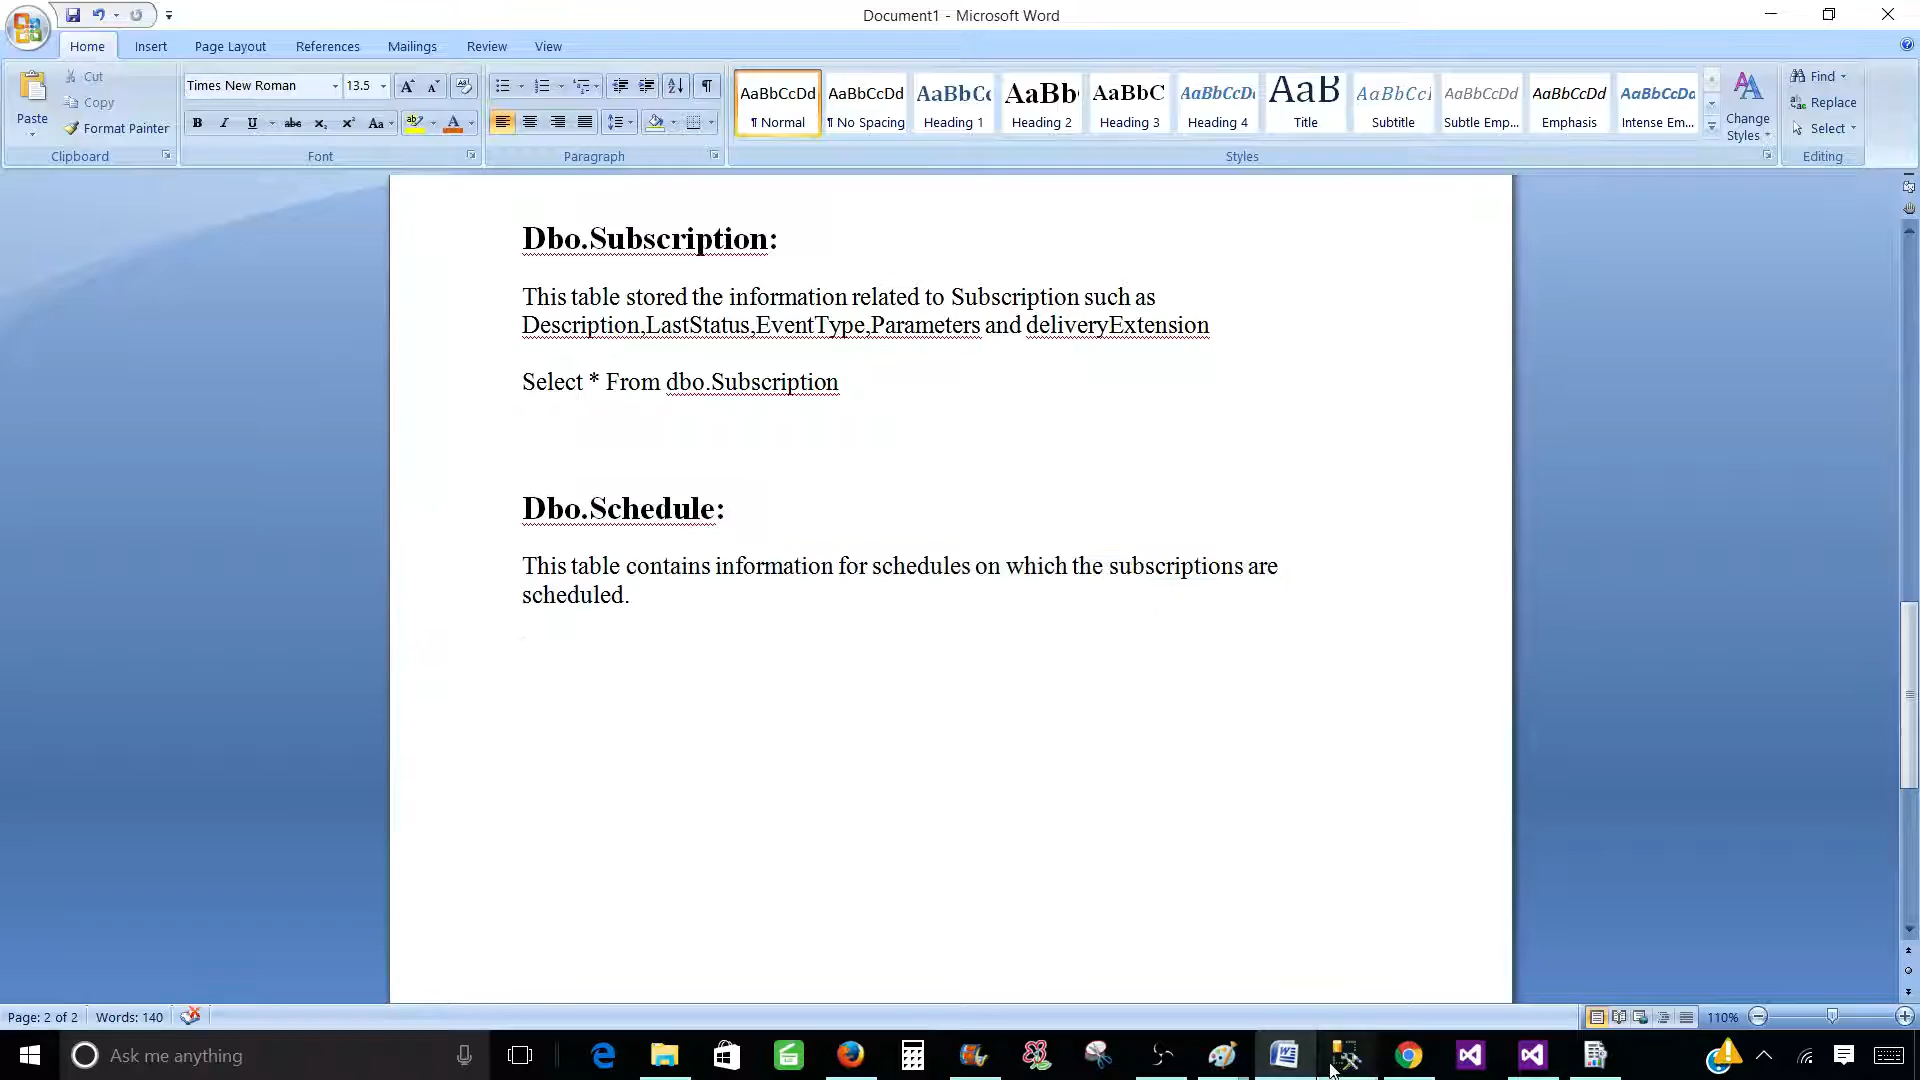 Document1 - Microsoft Word
Home Insert Page Layout References Mailings Review View
Cut
Copy
Format Painter
Paste
Clipboard
Times New Roman 13.5
Font
Paragraph
AaBbCcDd AaBbCcDd AaBbCc AaBb AaBbC AaBbCcDd AaB AaBbCcl AaBbCcDd AaBbCcDd AaBbCcDd
¶ Normal ¶ No Spacing Heading 1 Heading 2 Heading 3 Heading 4 Title Subtitle Subtle Emp... Emphasis Intense Em...
Change Styles
Styles
Find
Replace
Select
Editing
Dbo.Subscription:
This table stored the information related to Subscription such as
Description,LastStatus,EventType,Parameters and deliveryExtension
Select * From dbo.Subscription
Dbo.Schedule:
This table contains information for schedules on which the subscriptions are
scheduled.
Page: 2 of 2 Words: 140 110%
Ask me anything